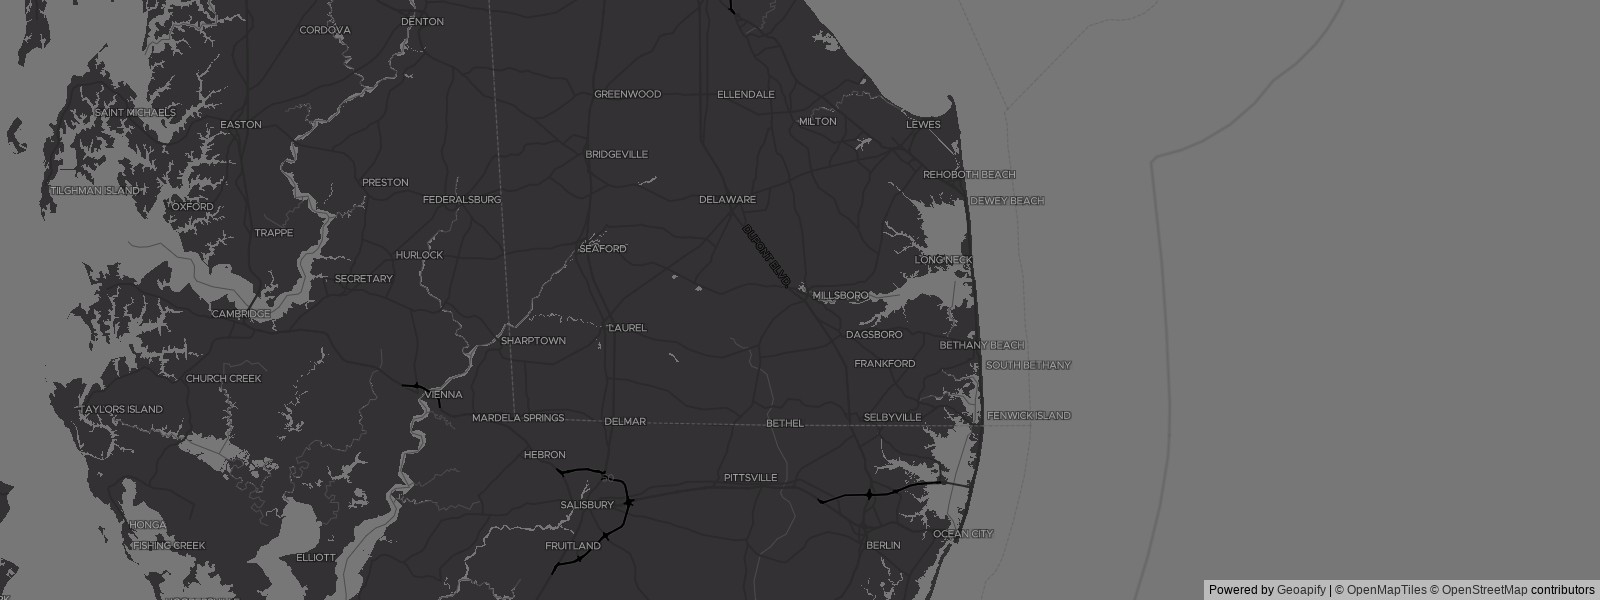 DENTON
CORDOVA
GREENWOOD
ELLENDALE
SAINT MICHAELS
MILTON
EASTON
LEWES
BRIDGEVILLE
REHOBOTH BEACH
PRESTON
TILGHMAN ISLAND
FEDERALSBURG
DELAWARE
DEWEY BEACH
OXFORD
TRAPPE
DUPONT BLVD
SEAFORD
HURLOCK
LONG NECK
SECRETARY
MILLSBORO
CAMBRIDGE
LAUREL
DAGSBORO
SHARPTOWN
BETHANY BEACH
FRANKFORD
SOUTH BETHANY
CHURCH CREEK
VIENNA
TAYLORS ISLAND
FENWICK ISLAND
MARDELA SPRINGS
SELBYVILLE
DELMAR
BETHEL
HEBRON
PITTSVILLE
SALISBURY
HONGA
OCEAN CITY
FISHING CREEK
FRUITLAND
BERLIN
ELLIOTT
Powered by Geoapify | © OpenMapTiles © OpenStreetMap contributors